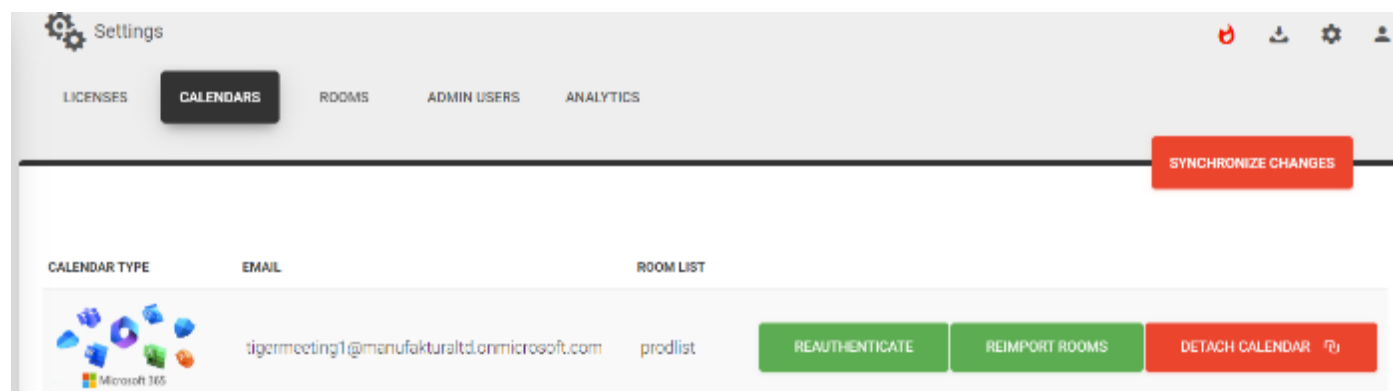 Settings
LICENSES CALENDARS ROOMS ADMIN USERS ANALYTICS
SYNCHRONIZE CHANGES
CALENDAR TYPE EMAIL ROOM LIST
tigermeeting1@manufakturaltd.onmicrosoft.com prodlist REAUTHENTICATE REIMPORT ROOMS DETACH CALENDAR
Microsoft 365